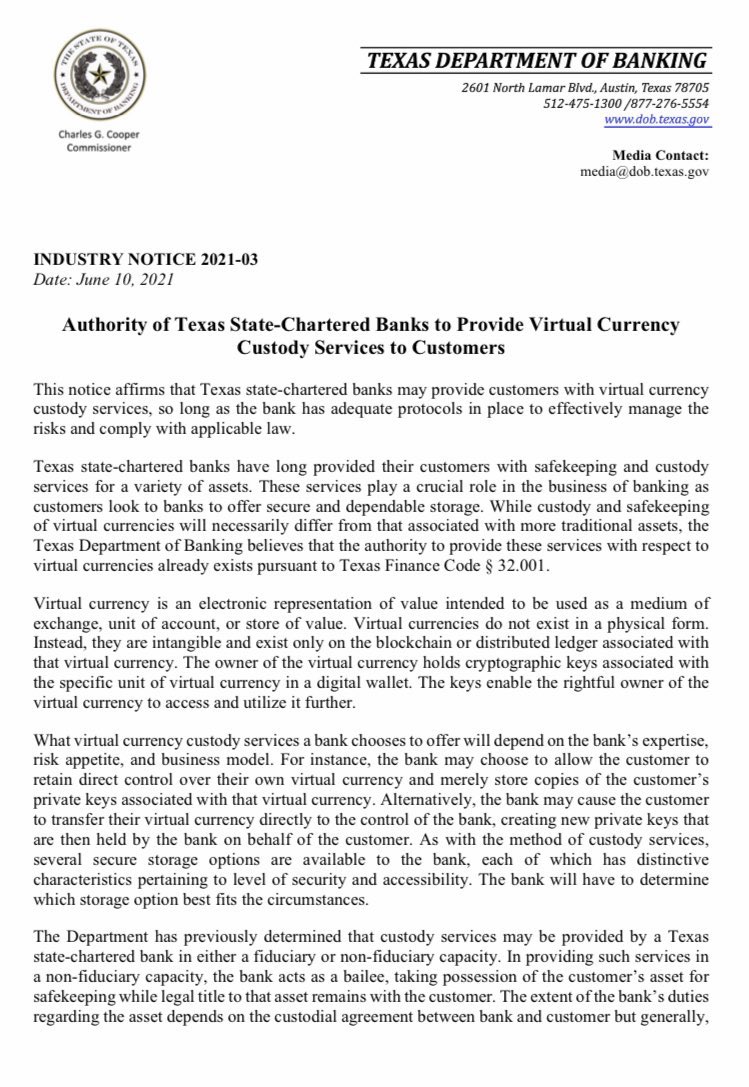 THE STATE OF TEXAS
DEPARTMENT OF BANKING
Charles G. Cooper
Commissioner
TEXAS DEPARTMENT OF BANKING
2601 North Lamar Blvd., Austin, Texas 78705
512-475-1300 /877-276-5554
www.dob.texas.gov
Media Contact:
media@dob.texas.gov
INDUSTRY NOTICE 2021-03
Date: June 10, 2021
Authority of Texas State-Chartered Banks to Provide Virtual Currency
Custody Services to Customers
This notice affirms that Texas state-chartered banks may provide customers with virtual currency
custody services, so long as the bank has adequate protocols in place to effectively manage the
risks and comply with applicable law.
Texas state-chartered banks have long provided their customers with safekeeping and custody
services for a variety of assets. These services play a crucial role in the business of banking as
customers look to banks to offer secure and dependable storage. While custody and safekeeping
of virtual currencies will necessarily differ from that associated with more traditional assets, the
Texas Department of Banking believes that the authority to provide these services with respect to
virtual currencies already exists pursuant to Texas Finance Code § 32.001.
Virtual currency is an electronic representation of value intended to be used as a medium of
exchange, unit of account, or store of value. Virtual currencies do not exist in a physical form.
Instead, they are intangible and exist only on the blockchain or distributed ledger associated with
that virtual currency. The owner of the virtual currency holds cryptographic keys associated with
the specific unit of virtual currency in a digital wallet. The keys enable the rightful owner of the
virtual currency to access and utilize it further.
What virtual currency custody services a bank chooses to offer will depend on the bank’s expertise,
risk appetite, and business model. For instance, the bank may choose to allow the customer to
retain direct control over their own virtual currency and merely store copies of the customer’s
private keys associated with that virtual currency. Alternatively, the bank may cause the customer
to transfer their virtual currency directly to the control of the bank, creating new private keys that
are then held by the bank on behalf of the customer. As with the method of custody services,
several secure storage options are available to the bank, each of which has distinctive
characteristics pertaining to level of security and accessibility. The bank will have to determine
which storage option best fits the circumstances.
The Department has previously determined that custody services may be provided by a Texas
state-chartered bank in either a fiduciary or non-fiduciary capacity. In providing such services in
a non-fiduciary capacity, the bank acts as a bailee, taking possession of the customer’s asset for
safekeeping while legal title to that asset remains with the customer. The extent of the bank’s duties
regarding the asset depends on the custodial agreement between bank and customer but generally,